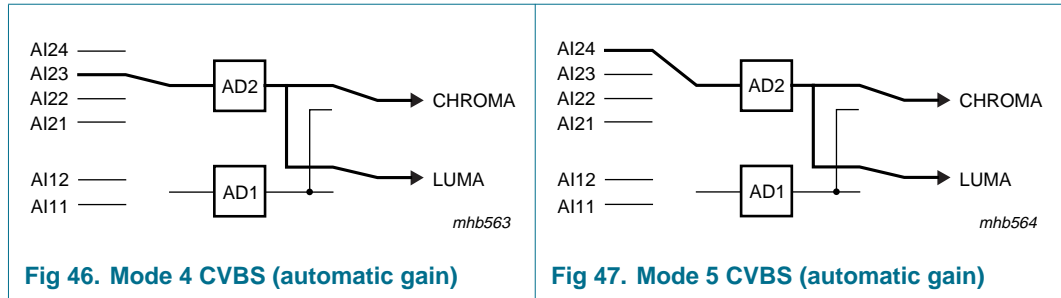 AI24
AI23
AI22
AI21
AI12
AI11
AD2
AD1
CHROMA
LUMA
mhb563
Fig 46. Mode 4 CVBS (automatic gain)
AI24
AI23
AI22
AI21
AI12
AI11
AD2
AD1
CHROMA
LUMA
mhb564
Fig 47. Mode 5 CVBS (automatic gain)